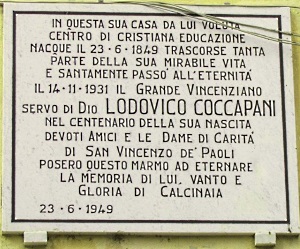 IN QUESTA SUA CASA DA LUI VOLUTA
CENTRO DI CRISTIANA EDUCAZIONE
NACQUE IL 23-6-1849 TRASCORSE TANTA
PARTE DELLA SUA MIRABILE VITA
E SANTAMENTE PASSO' ALL'ETERNITÁ
IL 14-11-1931 IL GRANDE VINCENZIANO
SERVO DI DIO LODOVICO COCCAPANI
NEL CENTENARIO DELLA SUA NASCITA
DEVOTI AMICI E LE DAME DI CARITÁ
DI SAN VINCENZO DE' PAOLI
POSERO QUESTO MARMO AD ETERNARE
LA MEMORIA DI LUI, VANTO E
GLORIA DI CALCINAIA
23-6-1949